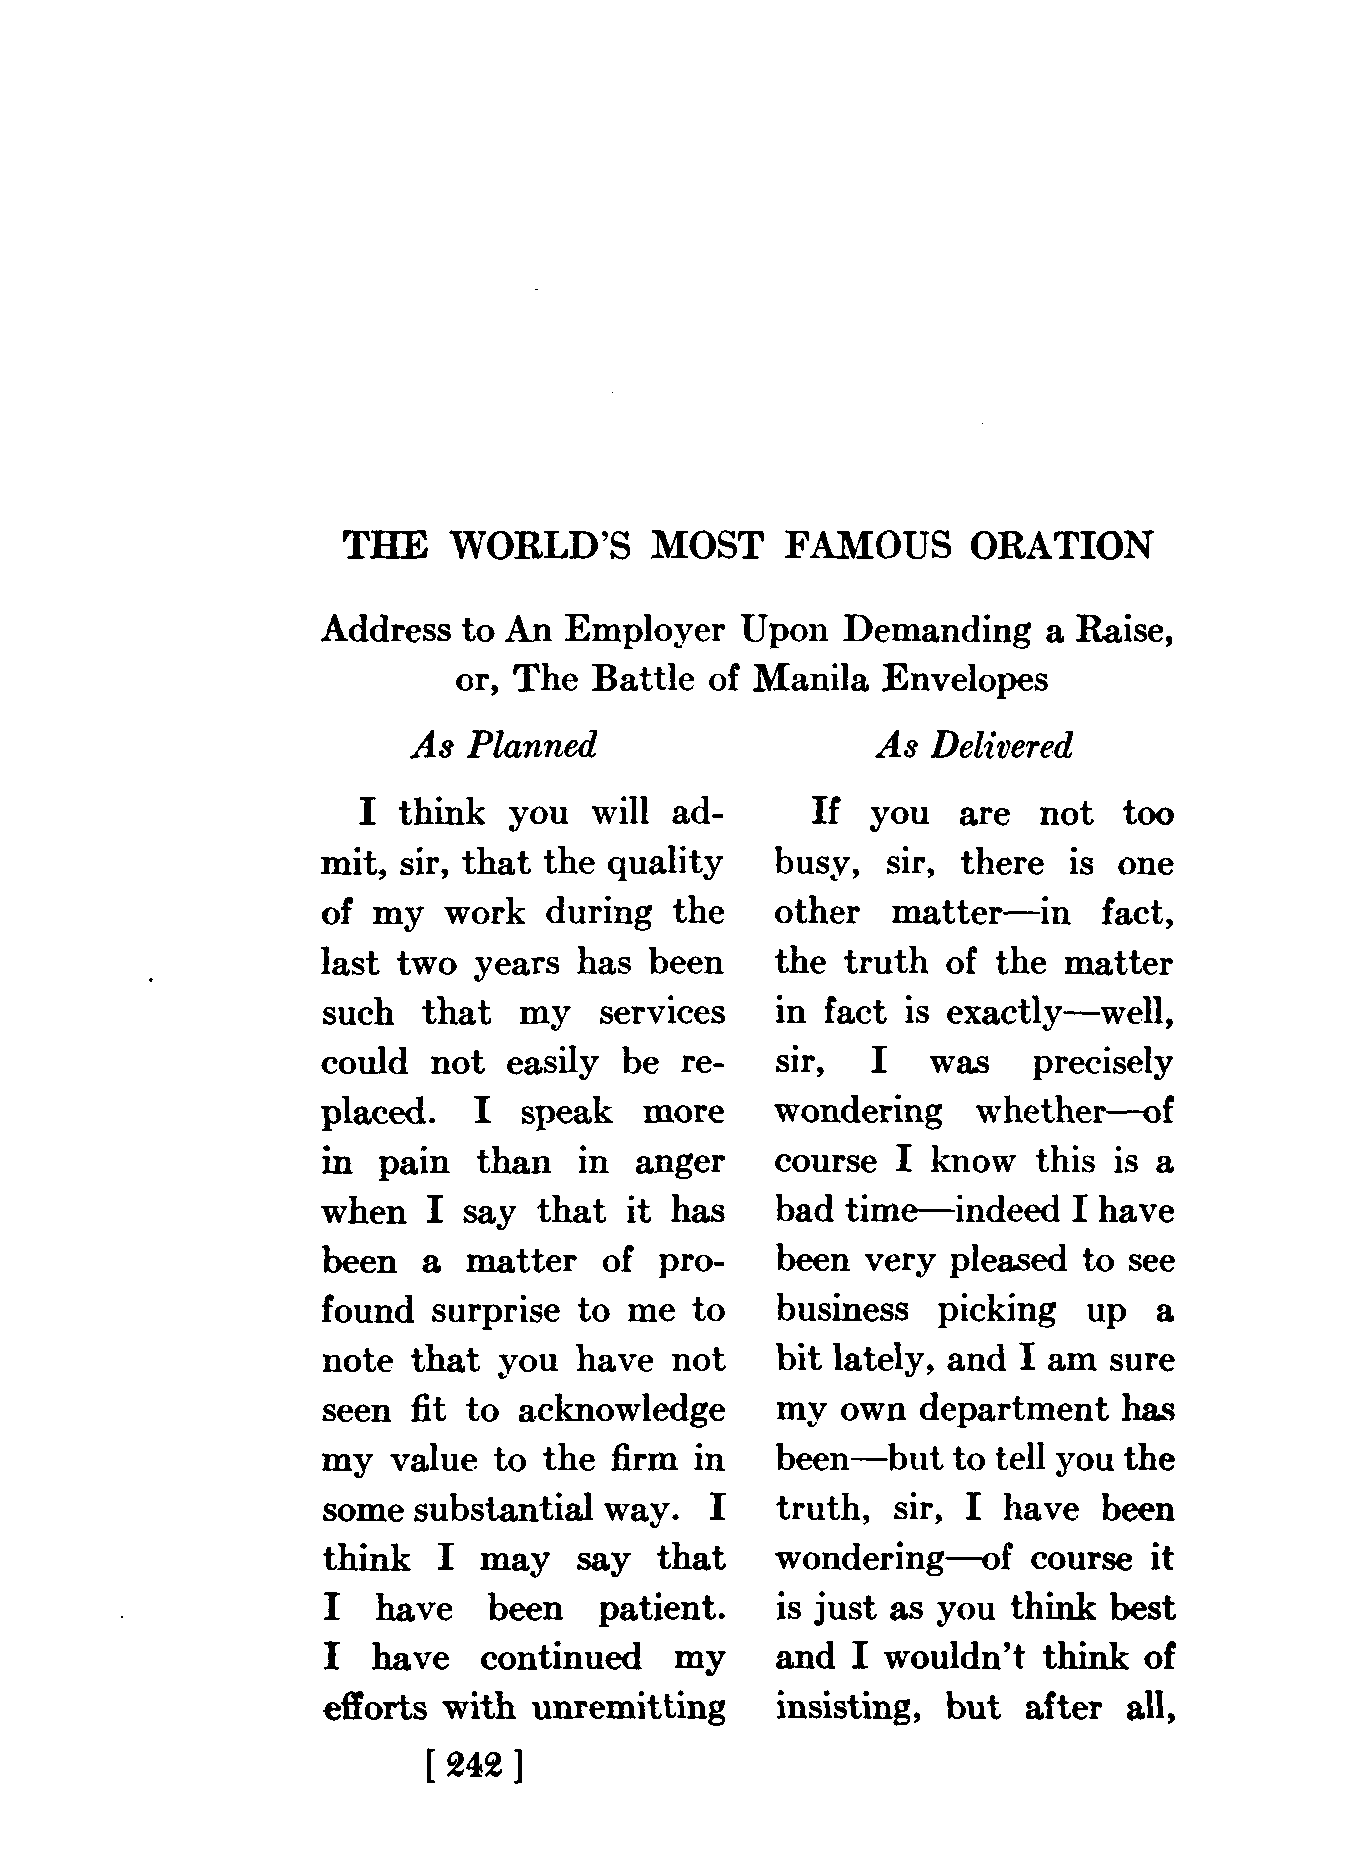 THE WORLD'S MOST FAMOUS ORATION
Address to An Employer Upon Demanding a Raise,
or, The Battle of Manila Envelopes
As Planned
I think you will ad-
mit, sir, that the quality
of my work during the
last two years has been
such that my services
could not easily be re-
placed. I speak more
in pain than in anger
when I say that it has
been a matter of pro-
found surprise to me to
note that you have not
seen fit to acknowledge
my value to the firm in
some substantial way. I
think I may say that
I have been patient.
I have continued my
efforts with unremitting
As Delivered
If you are not too
busy, sir, there is one
other matter—in fact,
the truth of the matter
in fact is exactly—well,
sir, I was precisely
wondering whether—of
course I know this is a
bad time—indeed I have
been very pleased to see
business picking up a
bit lately, and I am sure
my own department has
been—but to tell you the
truth, sir, I have been
wondering—of course it
is just as you think best
and I wouldn't think of
insisting, but after all,
[ 242 ]